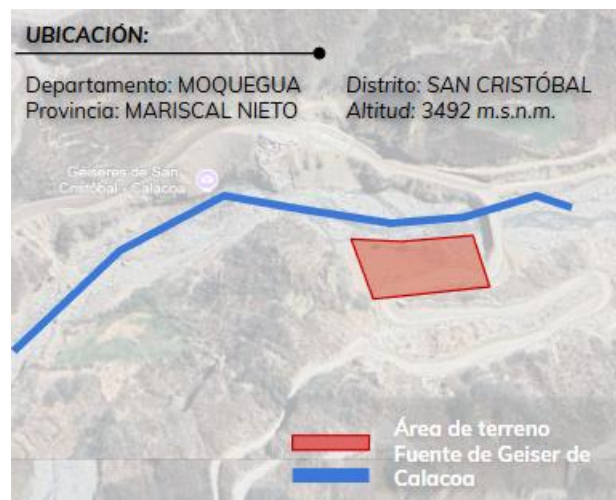 UBICACIÓN:
Departamento: MOQUEGUA
Provincia: MARISCAL NIETO
Distrito: SAN CRISTÓBAL
Altitud: 3492 m.s.n.m.
Geiseres de San
Cristobal - Calacoa
Área de terreno
Fuente de Geiser de
Calacoa